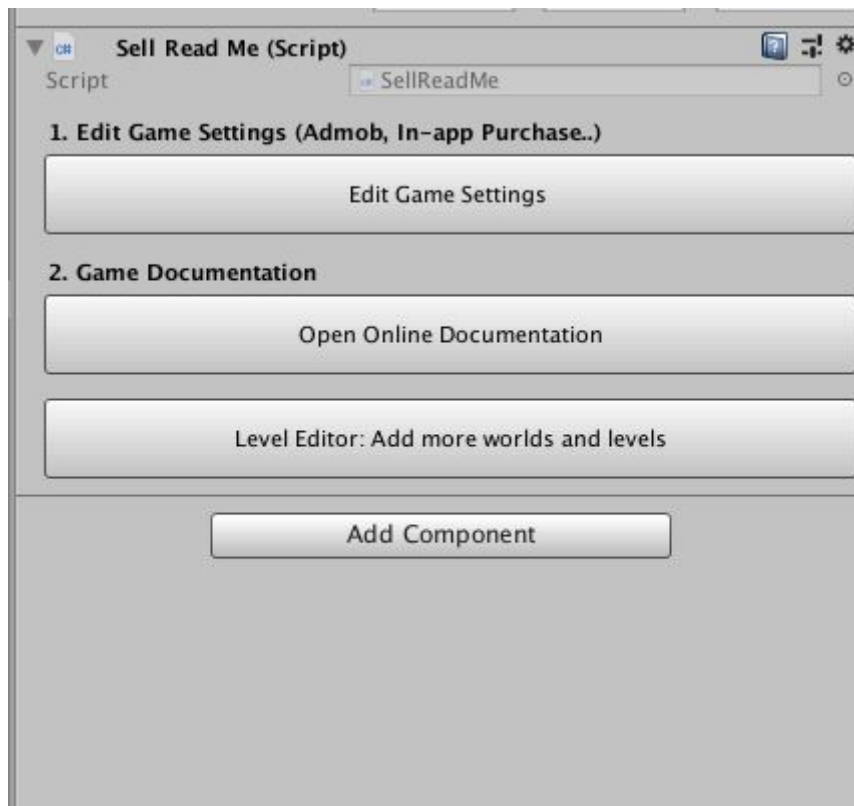 Sell Read Me (Script)
Script SellReadMe
1. Edit Game Settings (Admob, In-app Purchase..)
Edit Game Settings
2. Game Documentation
Open Online Documentation
Level Editor: Add more worlds and levels
Add Component